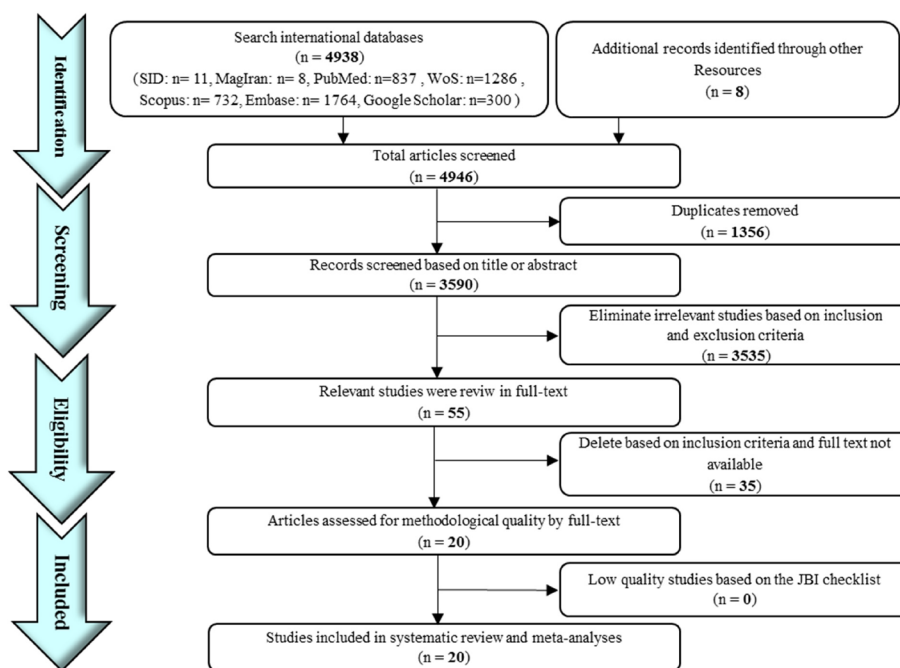 Identification
Search international databases
(n = 4938)
(SID: n= 11, MagIran: n= 8, PubMed: n=837 , WoS: n=1286 ,
Scopus: n= 732, Embase: n= 1764, Google Scholar: n=300 )
Additional records identified through other
Resources
(n = 8)
Total articles screened
(n = 4946)
Screening
Duplicates removed
(n = 1356)
Records screened based on title or abstract
(n = 3590)
Eliminate irrelevant studies based on inclusion
and exclusion criteria
(n = 3535)
Eligibility
Relevant studies were reviw in full-text
(n = 55)
Delete based on inclusion criteria and full text not
available
(n = 35)
Included
Articles assessed for methodological quality by full-text
(n = 20)
Low quality studies based on the JBI checklist
(n = 0)
Studies included in systematic review and meta-analyses
(n = 20)